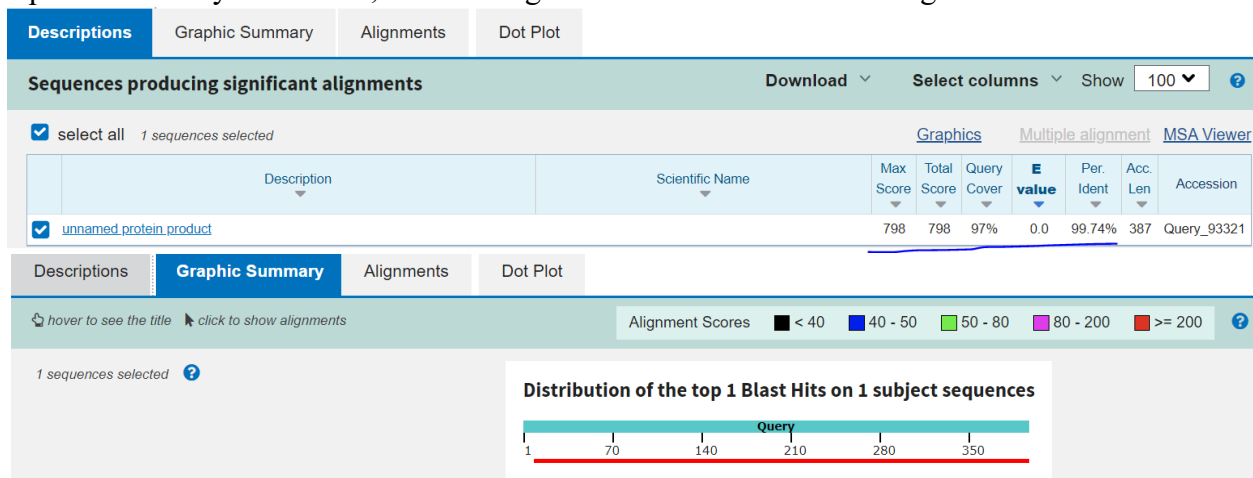 Descriptions Graphic Summary Alignments Dot Plot
Sequences producing significant alignments Download Select columns Show 100
select all 1 sequences selected Graphics Multiple alignment MSA Viewer
Description Scientific Name Max Score Total Score Query Cover E value Per. Ident Acc. Len Accession
unnamed protein product 798 798 97% 0.0 99.74% 387 Query_93321
Descriptions Graphic Summary Alignments Dot Plot
hover to see the title click to show alignments Alignment Scores < 40 40 - 50 50 - 80 80 - 200 >= 200
1 sequences selected
Distribution of the top 1 Blast Hits on 1 subject sequences
Query
1 70 140 210 280 350